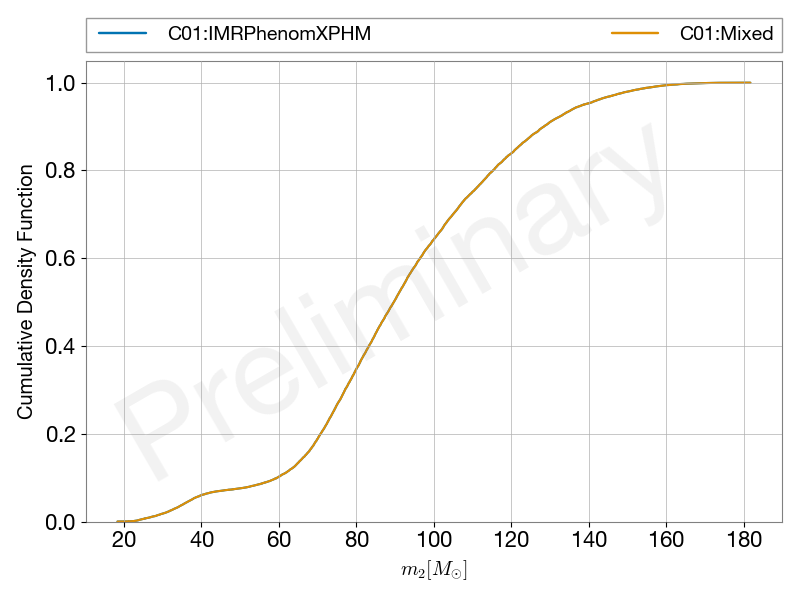 C01:IMRPhenomXPHM
C01:Mixed
Preliminary
Cumulative Density Function
1.0
0.8
0.6
0.4
0.2
0.0
20 40 60 80 100 120 140 160 180
m₂[M⊙]